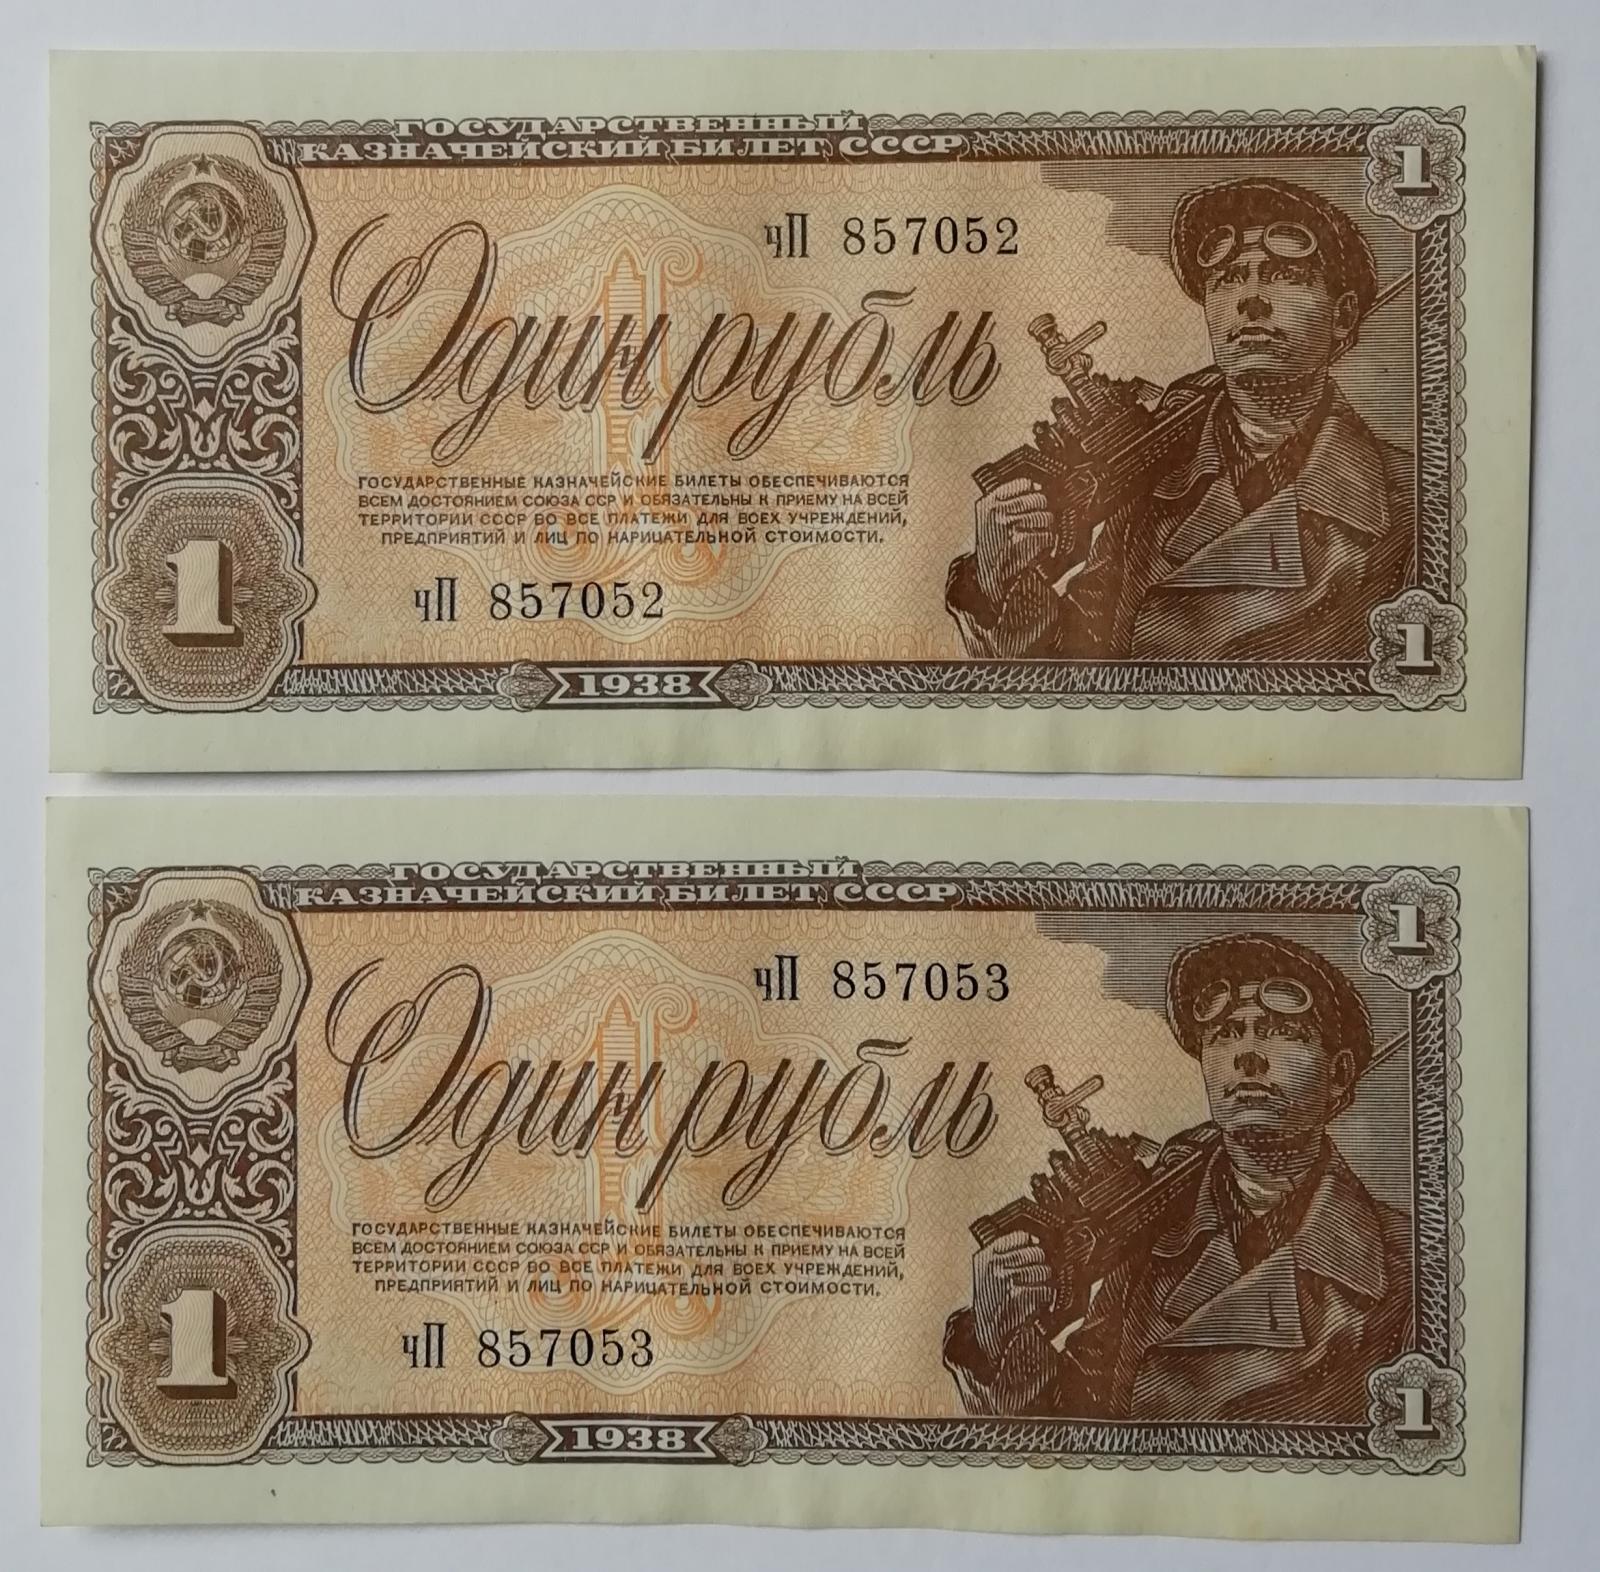 ГОСУДАРСТВЕННЫЙ
КАЗНАЧЕЙСКИЙ БИЛЕТ СССР
1
чП 857052
Один рубль
ГОСУДАРСТВЕННЫЕ КАЗНАЧЕЙСКИЕ БИЛЕТЫ ОБЕСПЕЧИВАЮТСЯ
ВСЕМ ДОСТОЯНИЕМ СОЮЗА ССР И ОБЯЗАТЕЛЬНЫ К ПРИЕМУ НА ВСЕЙ
ТЕРРИТОРИИ СССР ВО ВСЕ ПЛАТЕЖИ ДЛЯ ВСЕХ УЧРЕЖДЕНИЙ,
ПРЕДПРИЯТИЙ И ЛИЦ ПО НАРИЦАТЕЛЬНОЙ СТОИМОСТИ.
1
чП 857052
1
1938
ГОСУДАРСТВЕННЫЙ
КАЗНАЧЕЙСКИЙ БИЛЕТ СССР
1
чП 857053
Один рубль
ГОСУДАРСТВЕННЫЕ КАЗНАЧЕЙСКИЕ БИЛЕТЫ ОБЕСПЕЧИВАЮТСЯ
ВСЕМ ДОСТОЯНИЕМ СОЮЗА ССР И ОБЯЗАТЕЛЬНЫ К ПРИЕМУ НА ВСЕЙ
ТЕРРИТОРИИ СССР ВО ВСЕ ПЛАТЕЖИ ДЛЯ ВСЕХ УЧРЕЖДЕНИЙ,
ПРЕДПРИЯТИЙ И ЛИЦ ПО НАРИЦАТЕЛЬНОЙ СТОИМОСТИ.
1
чП 857053
1
1938